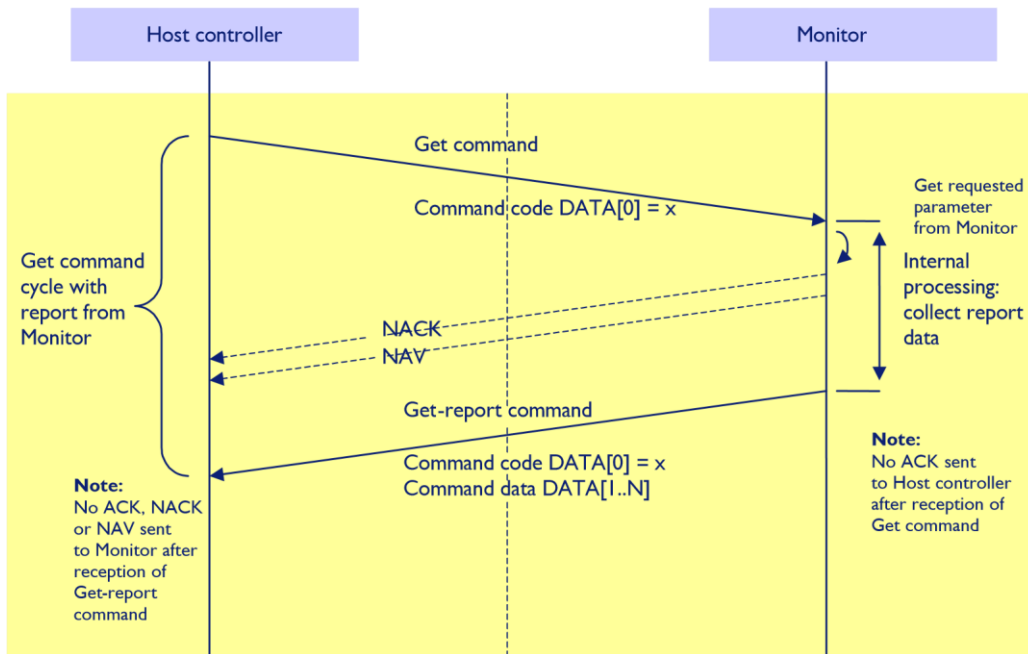 Host controller
Monitor
Get command
Command code DATA[0] = x
Get requested
parameter
from Monitor
Get command
cycle with
report from
Monitor
Internal
processing:
collect report
data
NACK
NAV
Get-report command
Command code DATA[0] = x
Command data DATA[1..N]
Note:
No ACK, NACK
or NAV sent
to Monitor after
reception of
Get-report
command
Note:
No ACK sent
to Host controller
after reception of
Get command